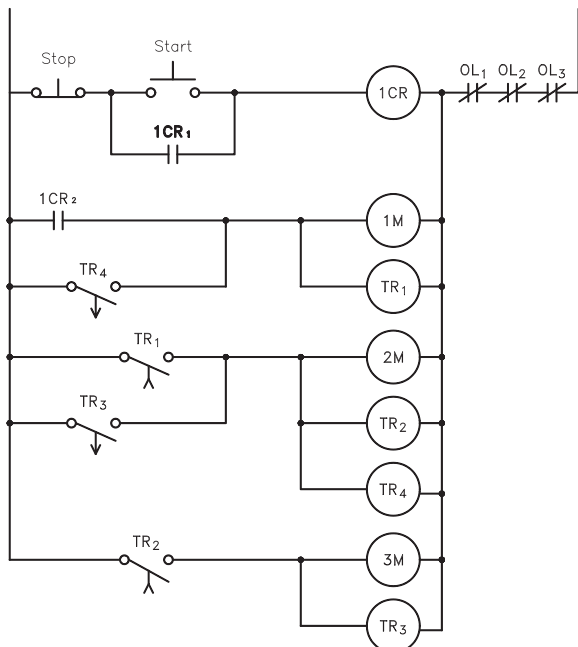 Start
Stop
OL₁ OL₂ OL₃
1CR
1CR₁
1CR₂
1M
TR₄
TR₁
TR₁
2M
TR₃
TR₂
TR₄
TR₂
3M
TR₃